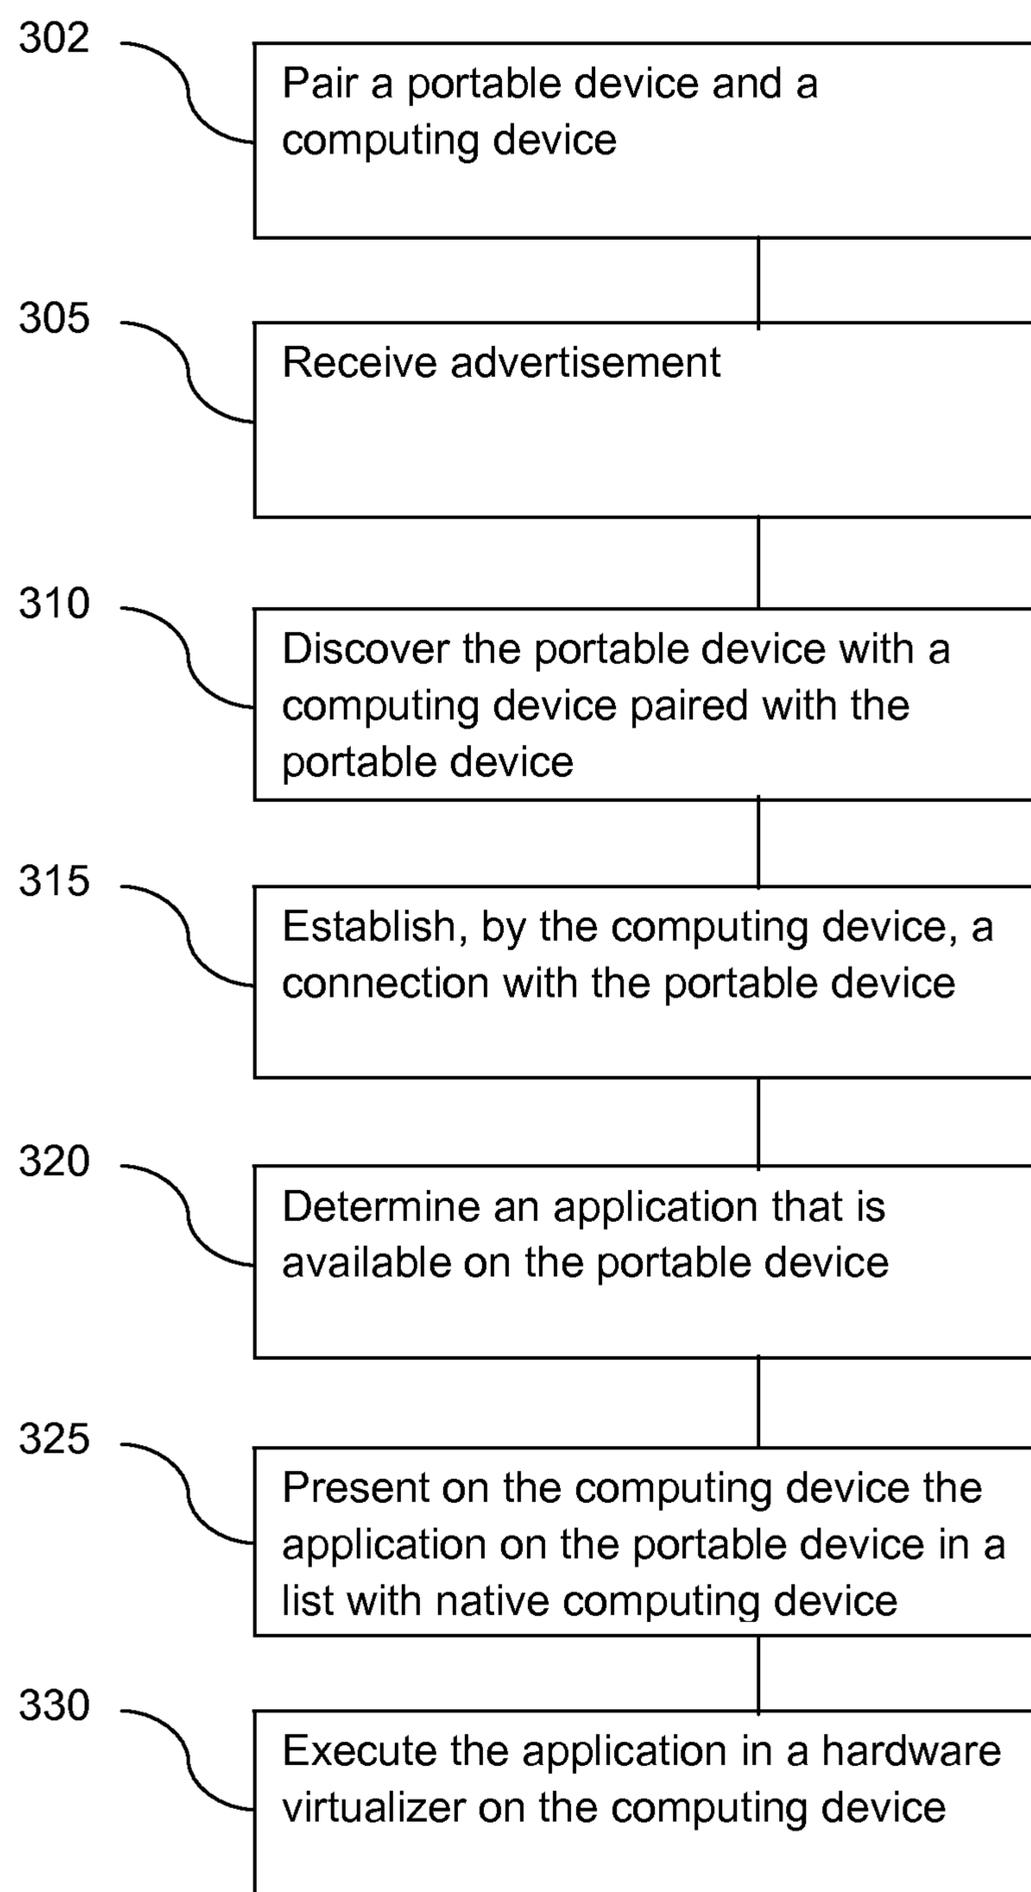 302
Pair a portable device and a
computing device
305
Receive advertisement
310
Discover the portable device with a
computing device paired with the
portable device
315
Establish, by the computing device, a
connection with the portable device
320
Determine an application that is
available on the portable device
325
Present on the computing device the
application on the portable device in a
list with native computing device
330
Execute the application in a hardware
virtualizer on the computing device